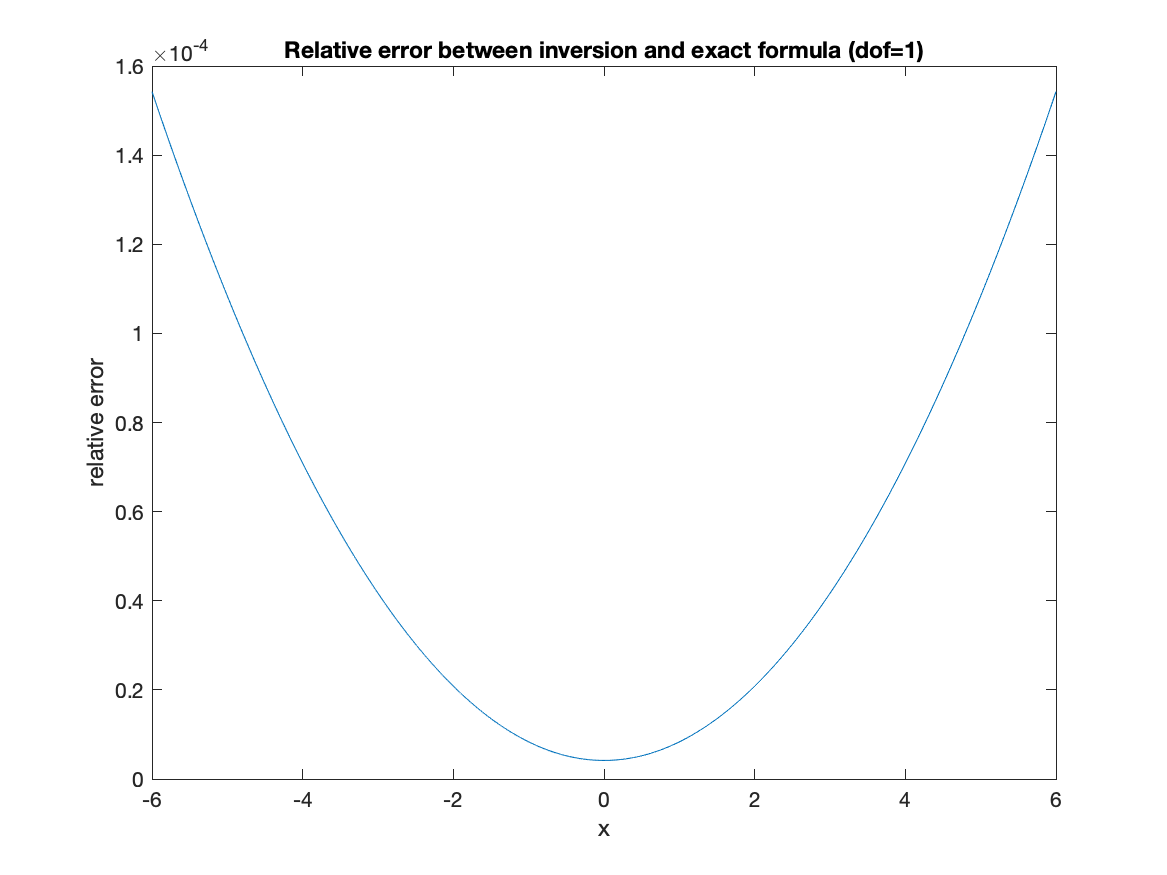 ×10-4
Relative error between inversion and exact formula (dof=1)
1.6
1.4
1.2
1
0.8
0.6
0.4
0.2
0
relative error
-6 -4 -2 0 2 4 6
x